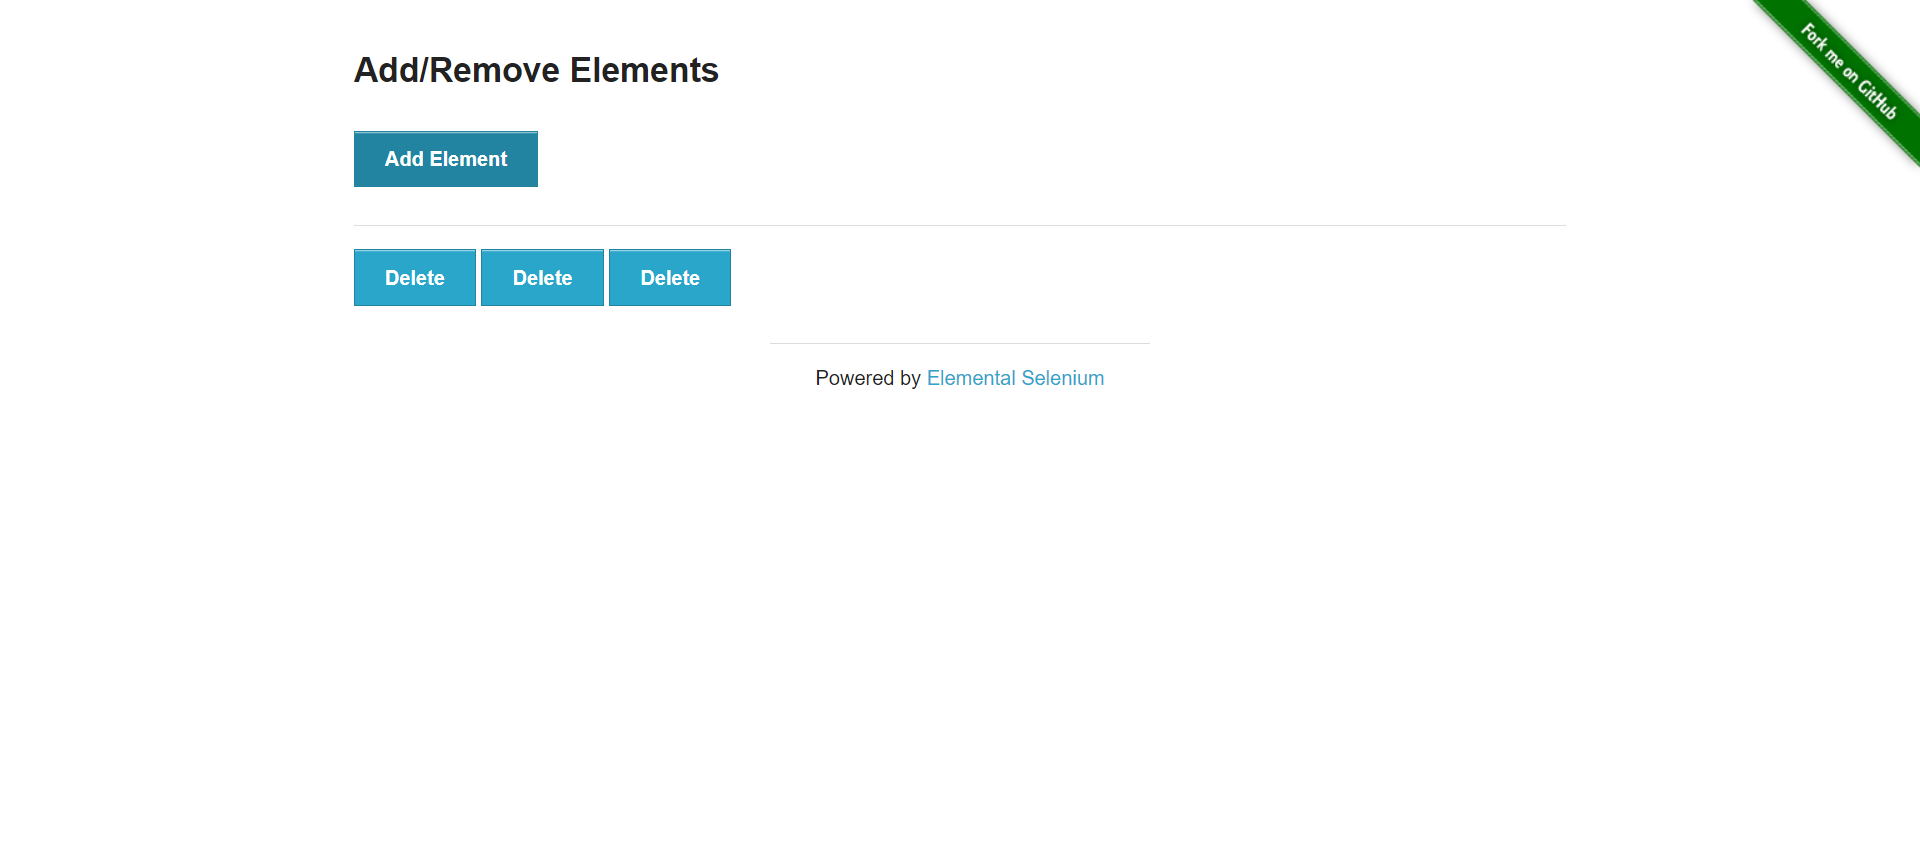 Add/Remove Elements
Fork me on GitHub
Add Element
Delete Delete Delete
Powered by Elemental Selenium